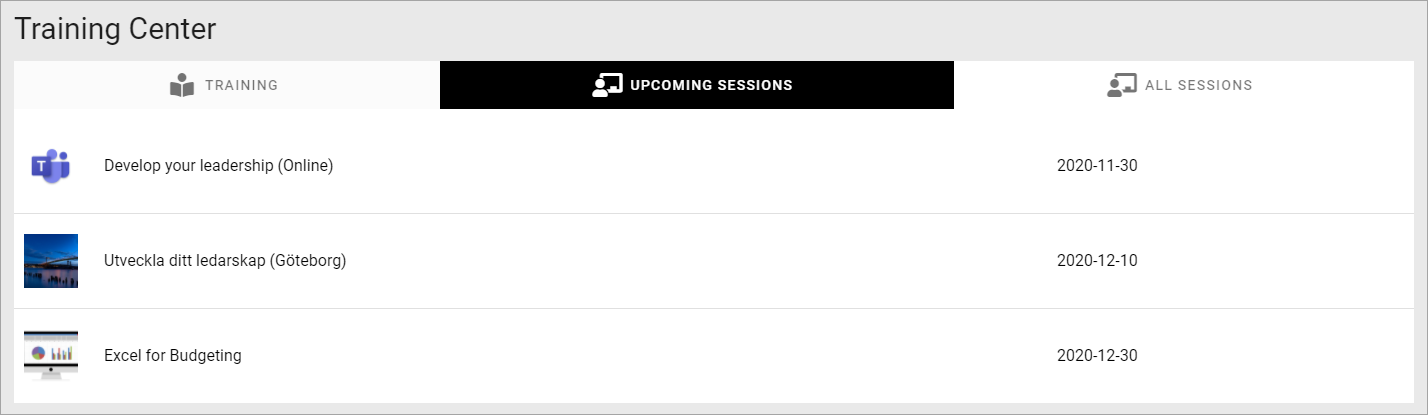 Training Center
TRAINING
UPCOMING SESSIONS
ALL SESSIONS
T
Develop your leadership (Online)
2020-11-30
Utveckla ditt ledarskap (Göteborg)
2020-12-10
Excel for Budgeting
2020-12-30